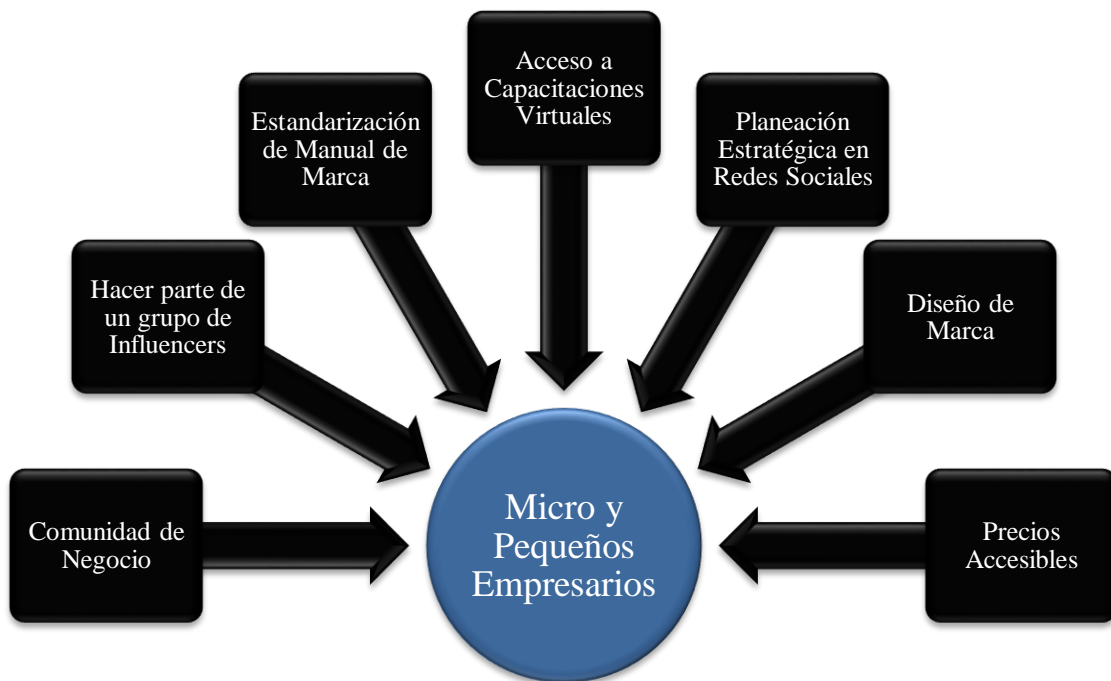 Comunidad de
Negocio
Hacer parte de
un grupo de
Influencers
Estandarización
de Manual de
Marca
Acceso a
Capacitaciones
Virtuales
Planeación
Estratégica en
Redes Sociales
Diseño de
Marca
Precios
Accesibles
Micro y
Pequeños
Empresarios